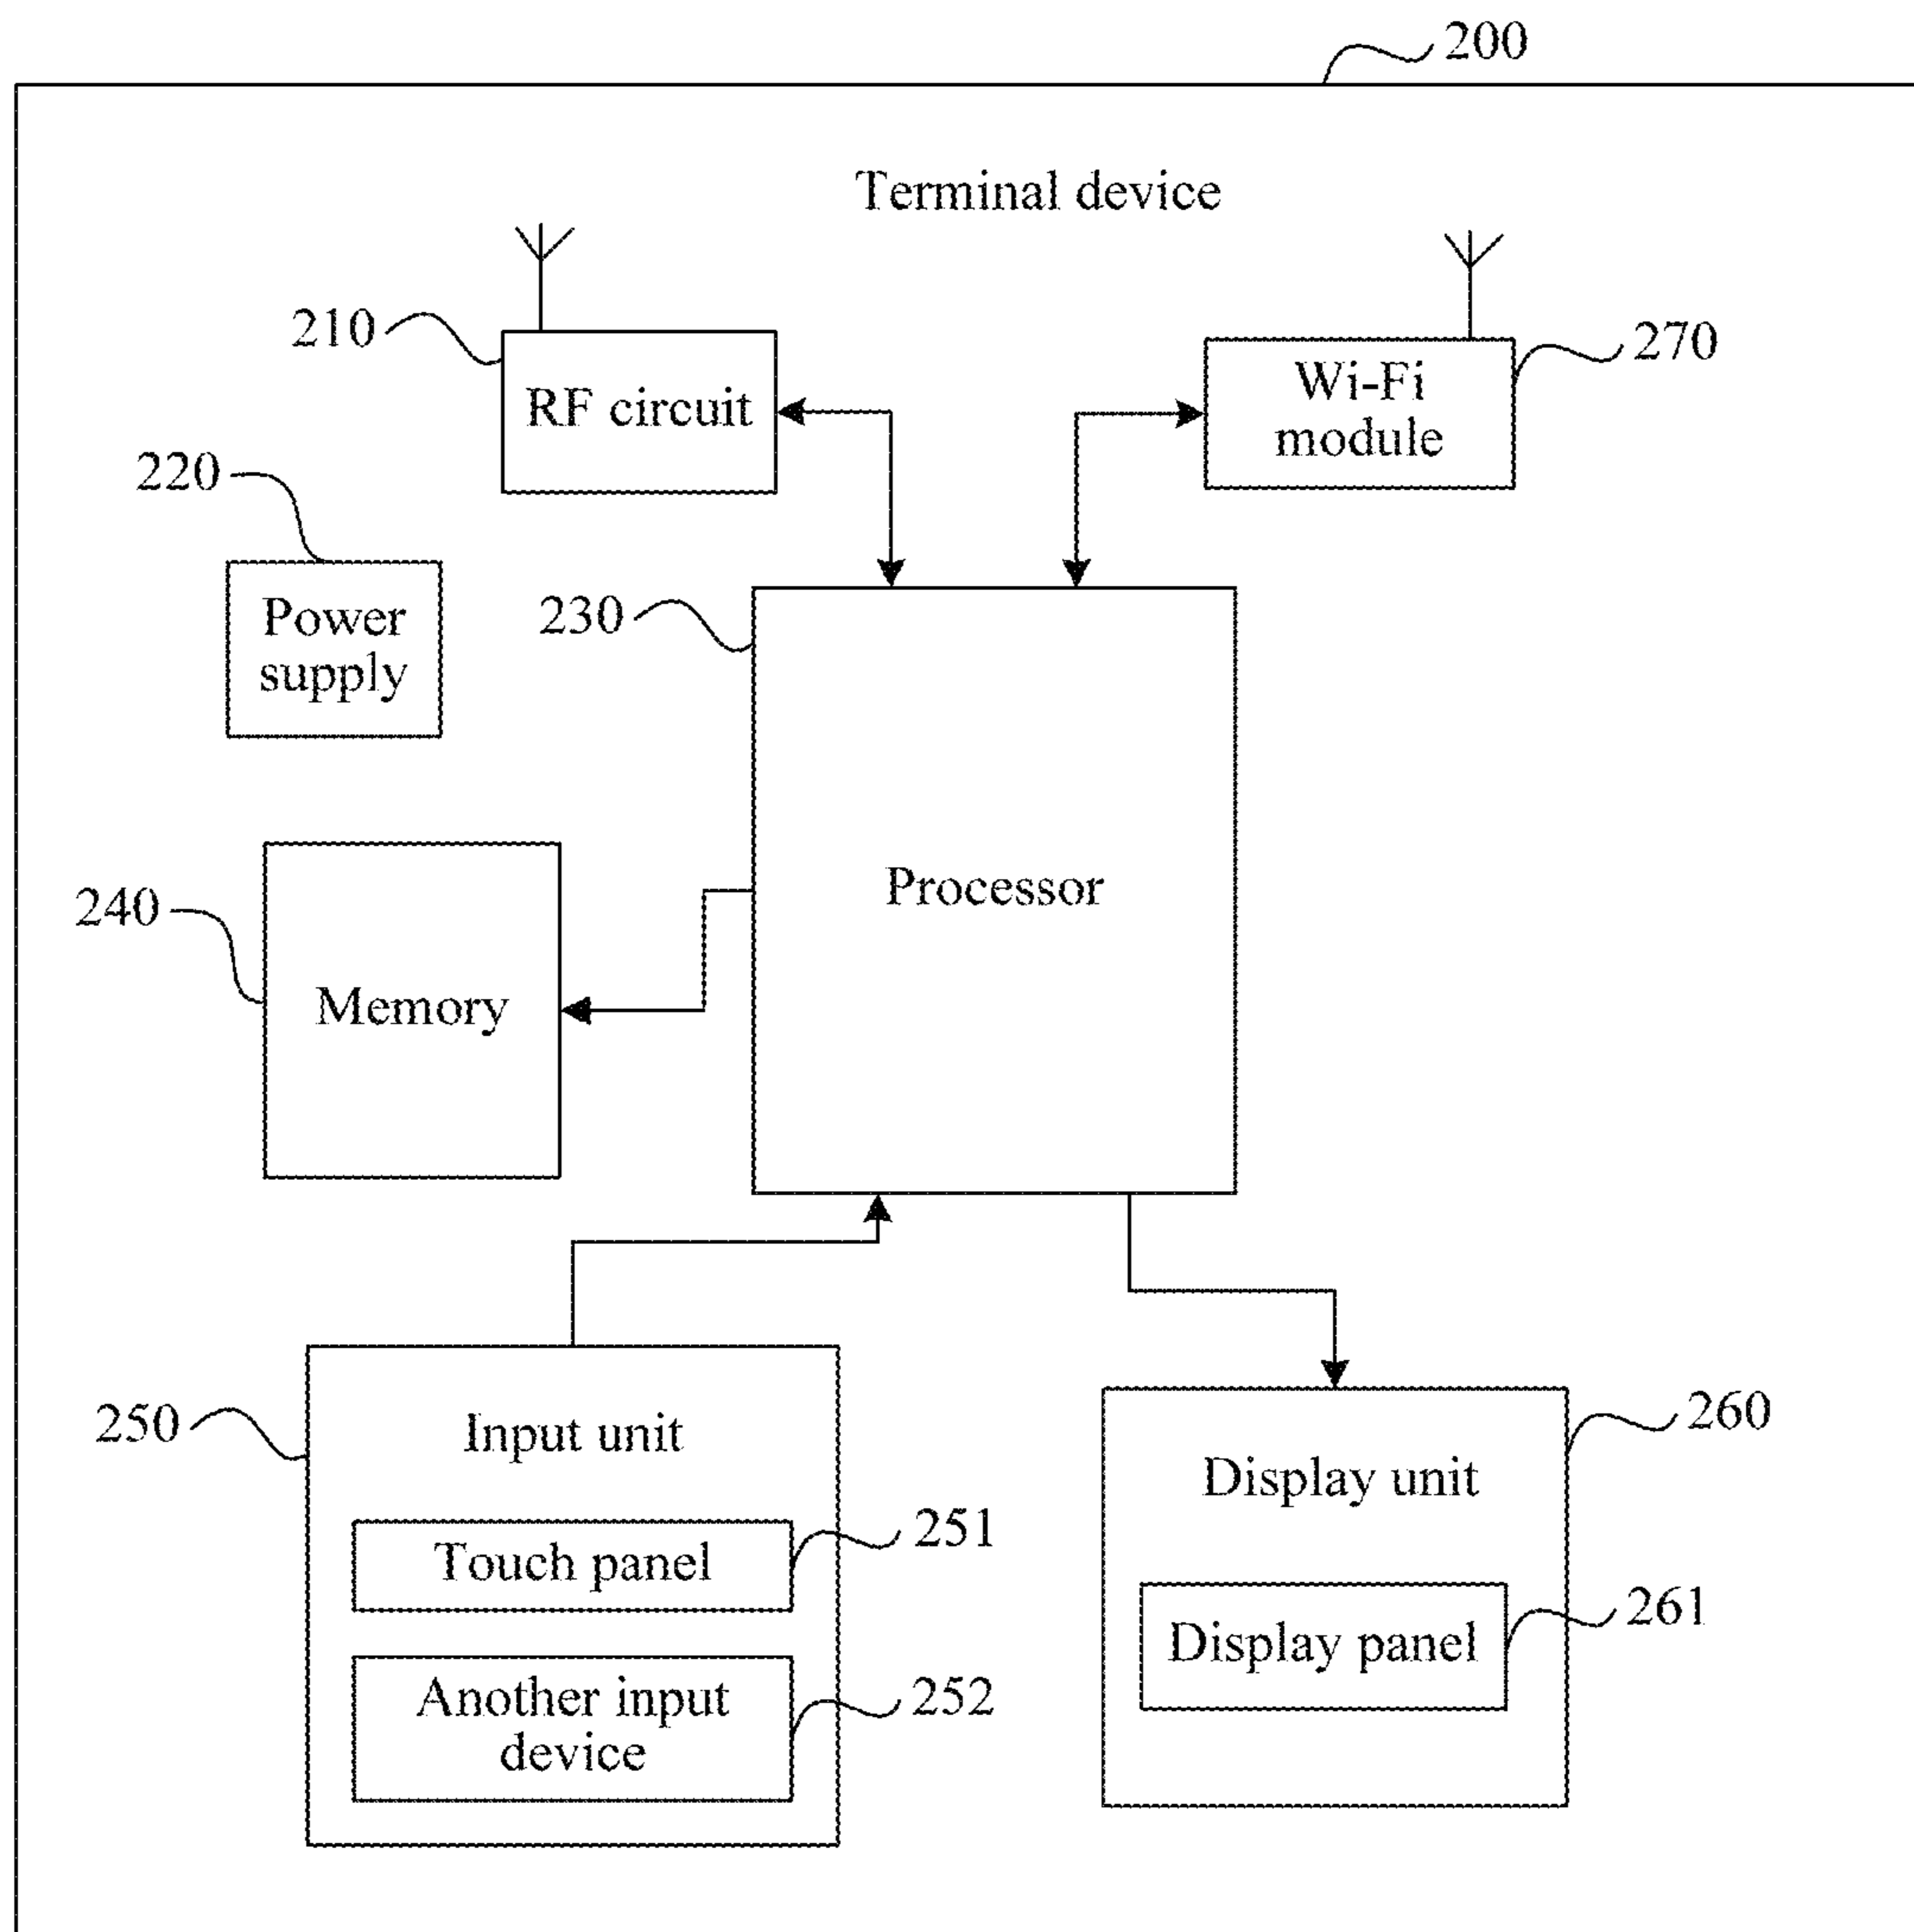 200
Terminal device
210
RF circuit
Wi-Fi
module
270
220
Power
supply
230
Processor
240
Memory
250
Input unit
Touch panel
251
Another input
device
252
260
Display unit
Display panel
261